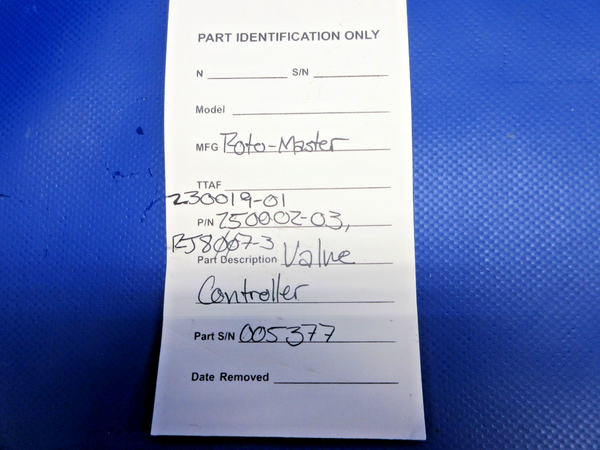 PART IDENTIFICATION ONLY
N S/N
Model
MFG Roto-Master
TTAF
230019-01
P/N 250002-03,
RJ8007-3
Part Description Valve
Controller
Part S/N 005377
Date Removed